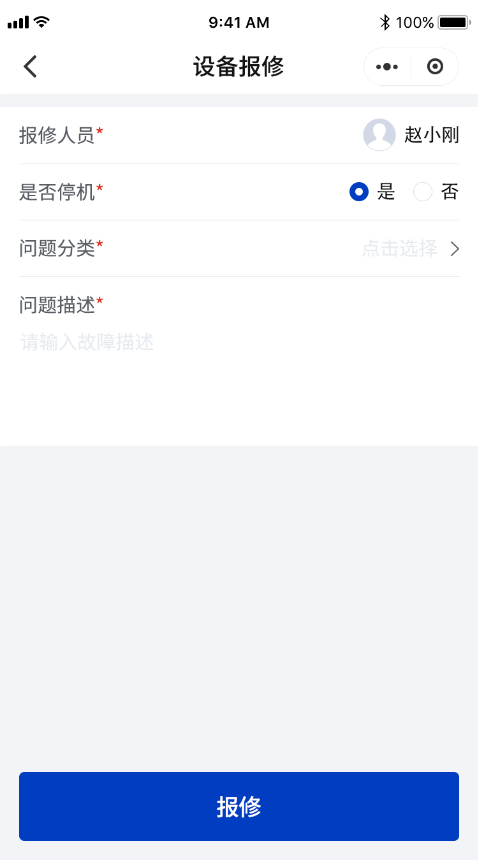 9:41 AM 100%
设备报修
报修人员* 赵小刚
是否停机* 是 否
问题分类* 点击选择
问题描述*
请输入故障描述
报修